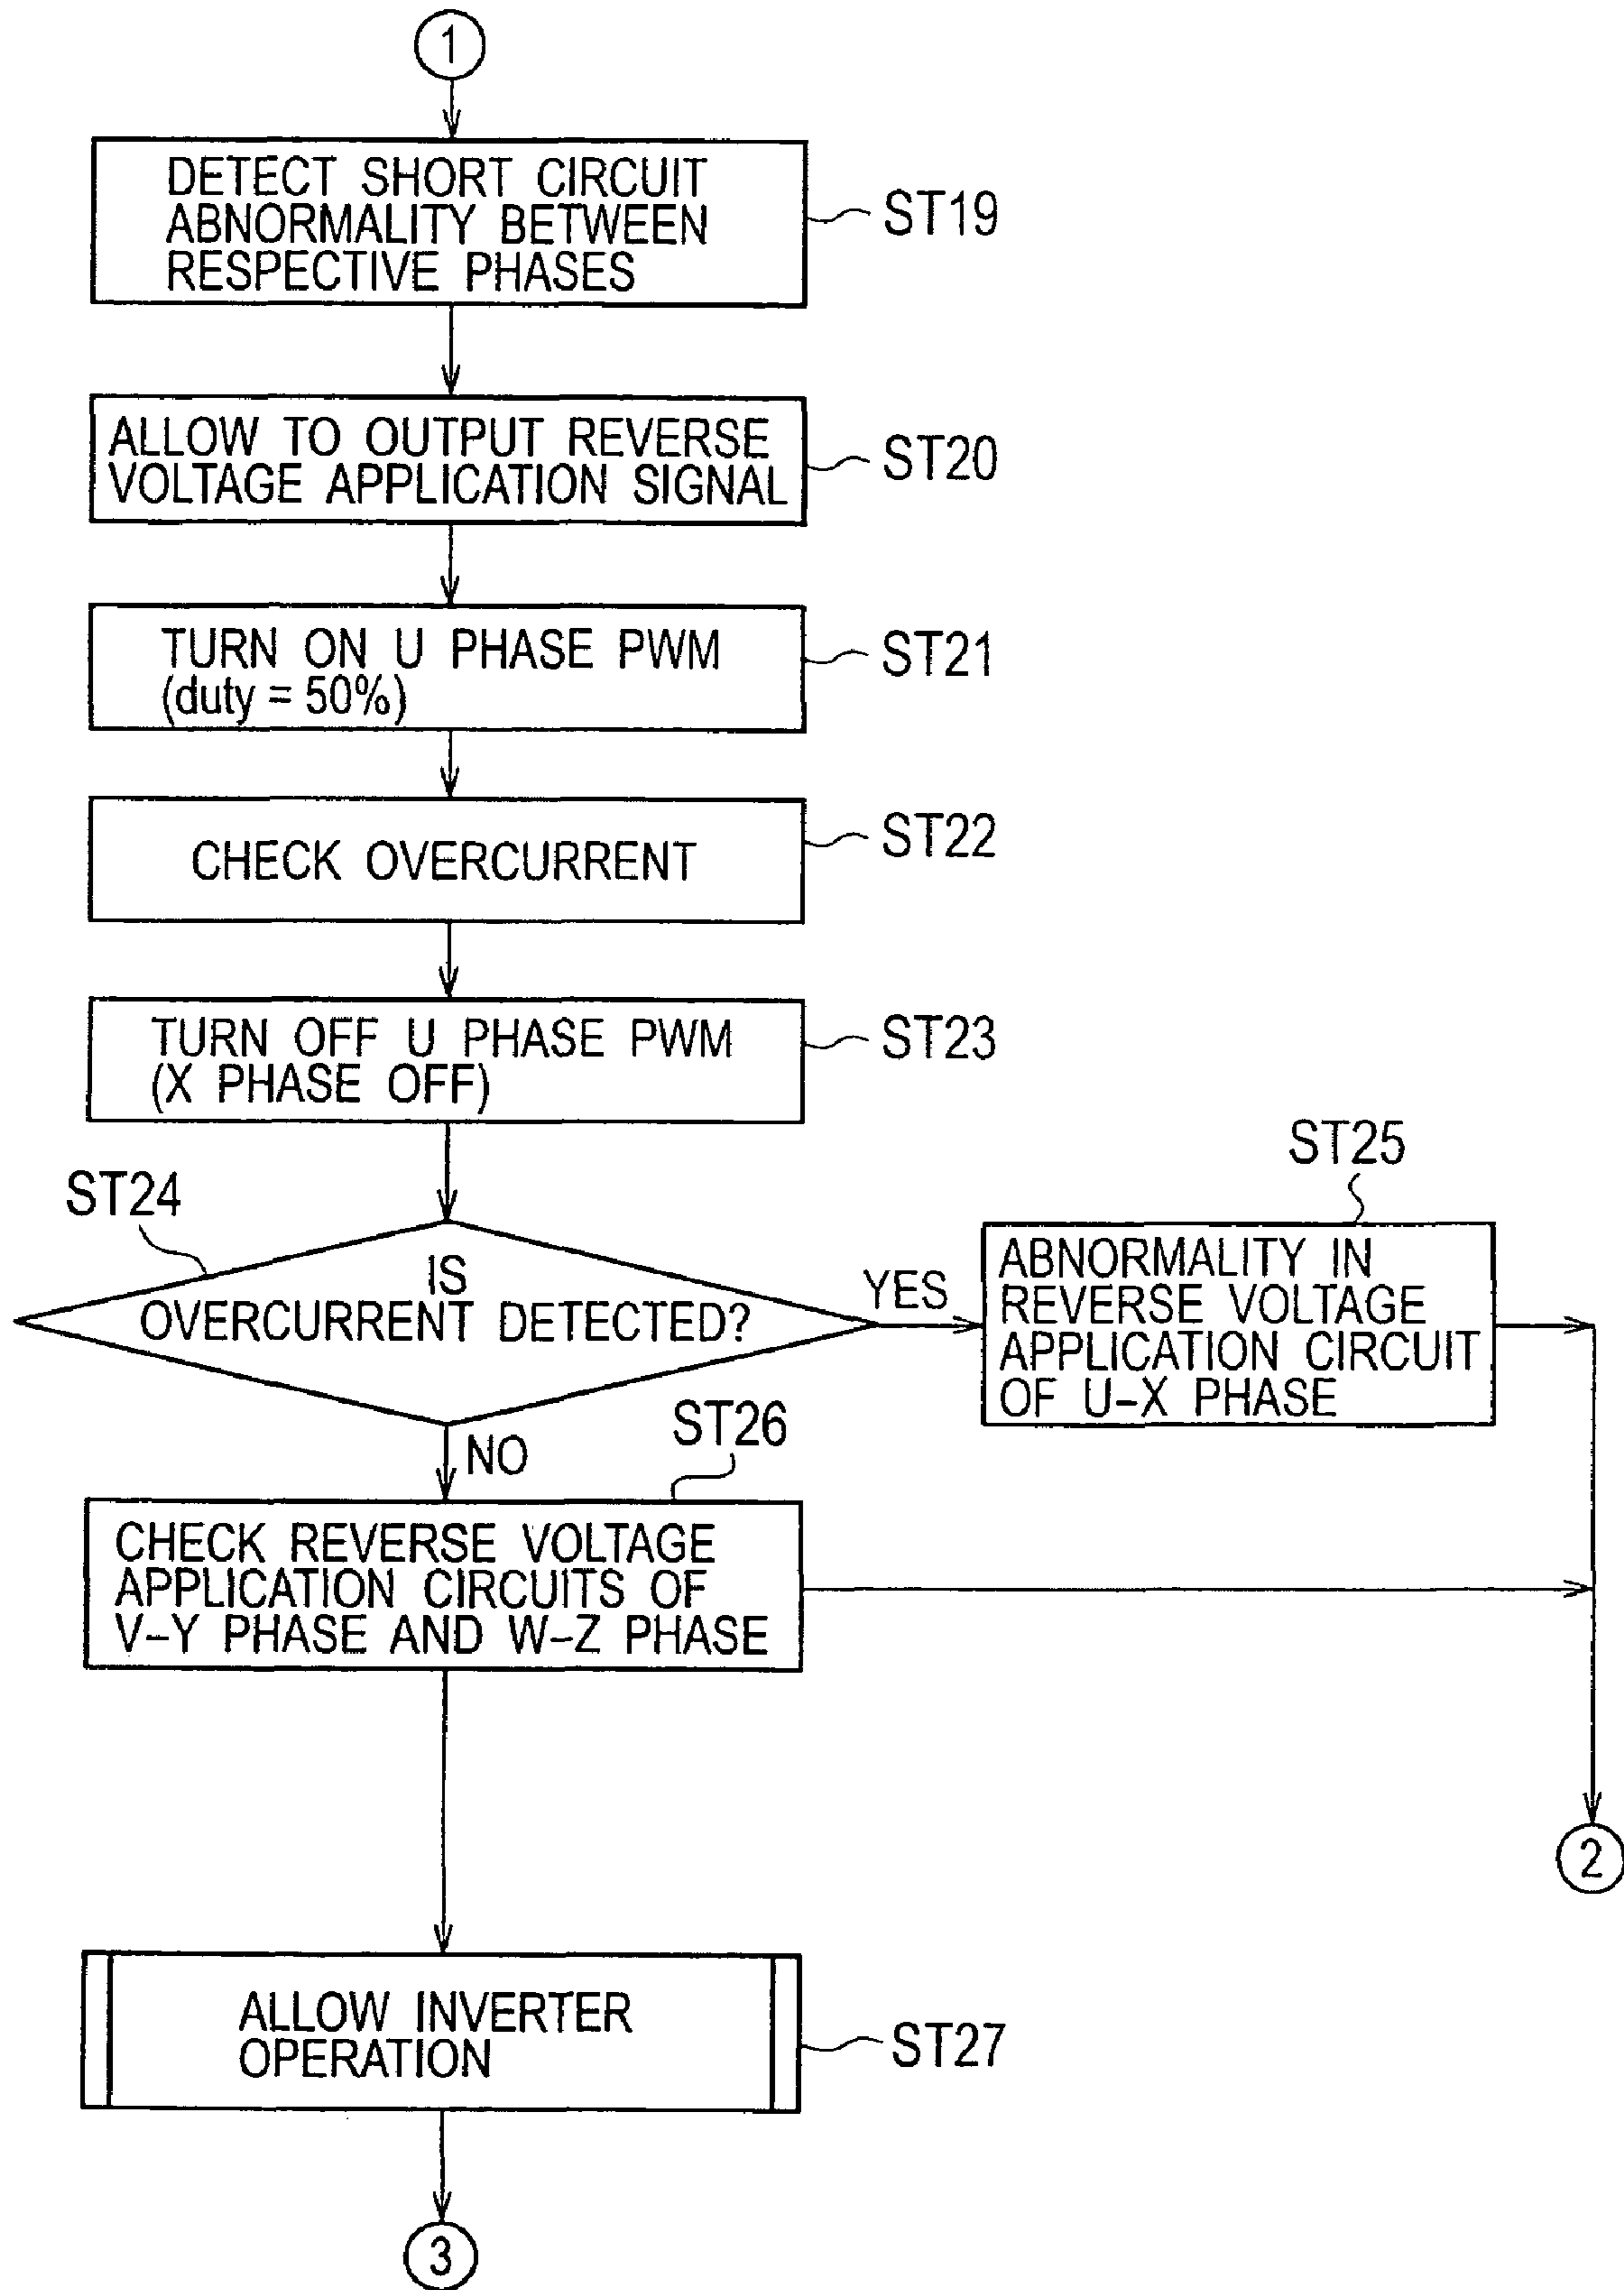 1
DETECT SHORT CIRCUIT
ABNORMALITY BETWEEN
RESPECTIVE PHASES
ST19
ALLOW TO OUTPUT REVERSE
VOLTAGE APPLICATION SIGNAL
ST20
TURN ON U PHASE PWM
(duty = 50%)
ST21
CHECK OVERCURRENT
ST22
TURN OFF U PHASE PWM
(X PHASE OFF)
ST23
ST24
IS
OVERCURRENT DETECTED?
YES
ST25
ABNORMALITY IN
REVERSE VOLTAGE
APPLICATION CIRCUIT
OF U-X PHASE
NO
ST26
CHECK REVERSE VOLTAGE
APPLICATION CIRCUITS OF
V-Y PHASE AND W-Z PHASE
2
ALLOW INVERTER
OPERATION
ST27
3